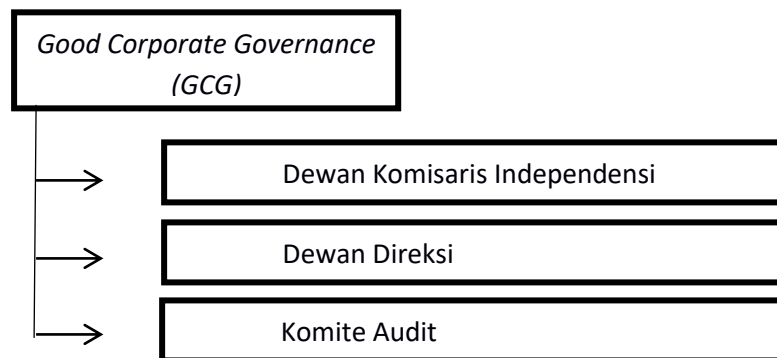 Good Corporate Governance
(GCG)
Dewan Komisaris Independensi
Dewan Direksi
Komite Audit